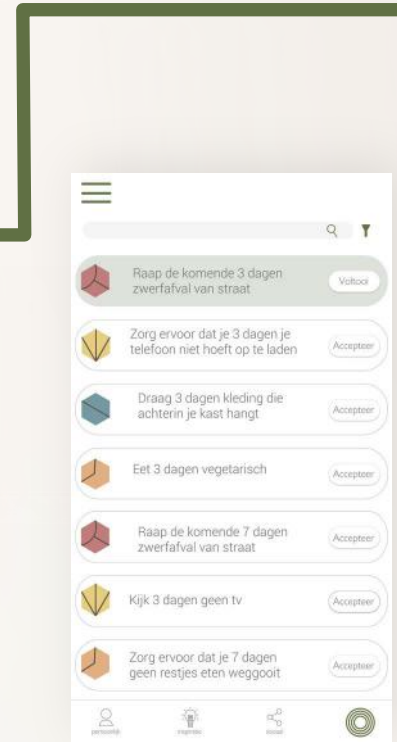 Raap de komende 3 dagen
zwerfafval van straat
Voltooi
Zorg ervoor dat je 3 dagen je
telefoon niet hoeft op te laden
Accepteer
Draag 3 dagen kleding die
achterin je kast hangt
Accepteer
Eet 3 dagen vegetarisch
Accepteer
Raap de komende 7 dagen
zwerfafval van straat
Accepteer
Kijk 3 dagen geen tv
Accepteer
Zorg ervoor dat je 7 dagen
geen restjes eten weggooit
Accepteer
persoonlijk
inspiratie
sociaal